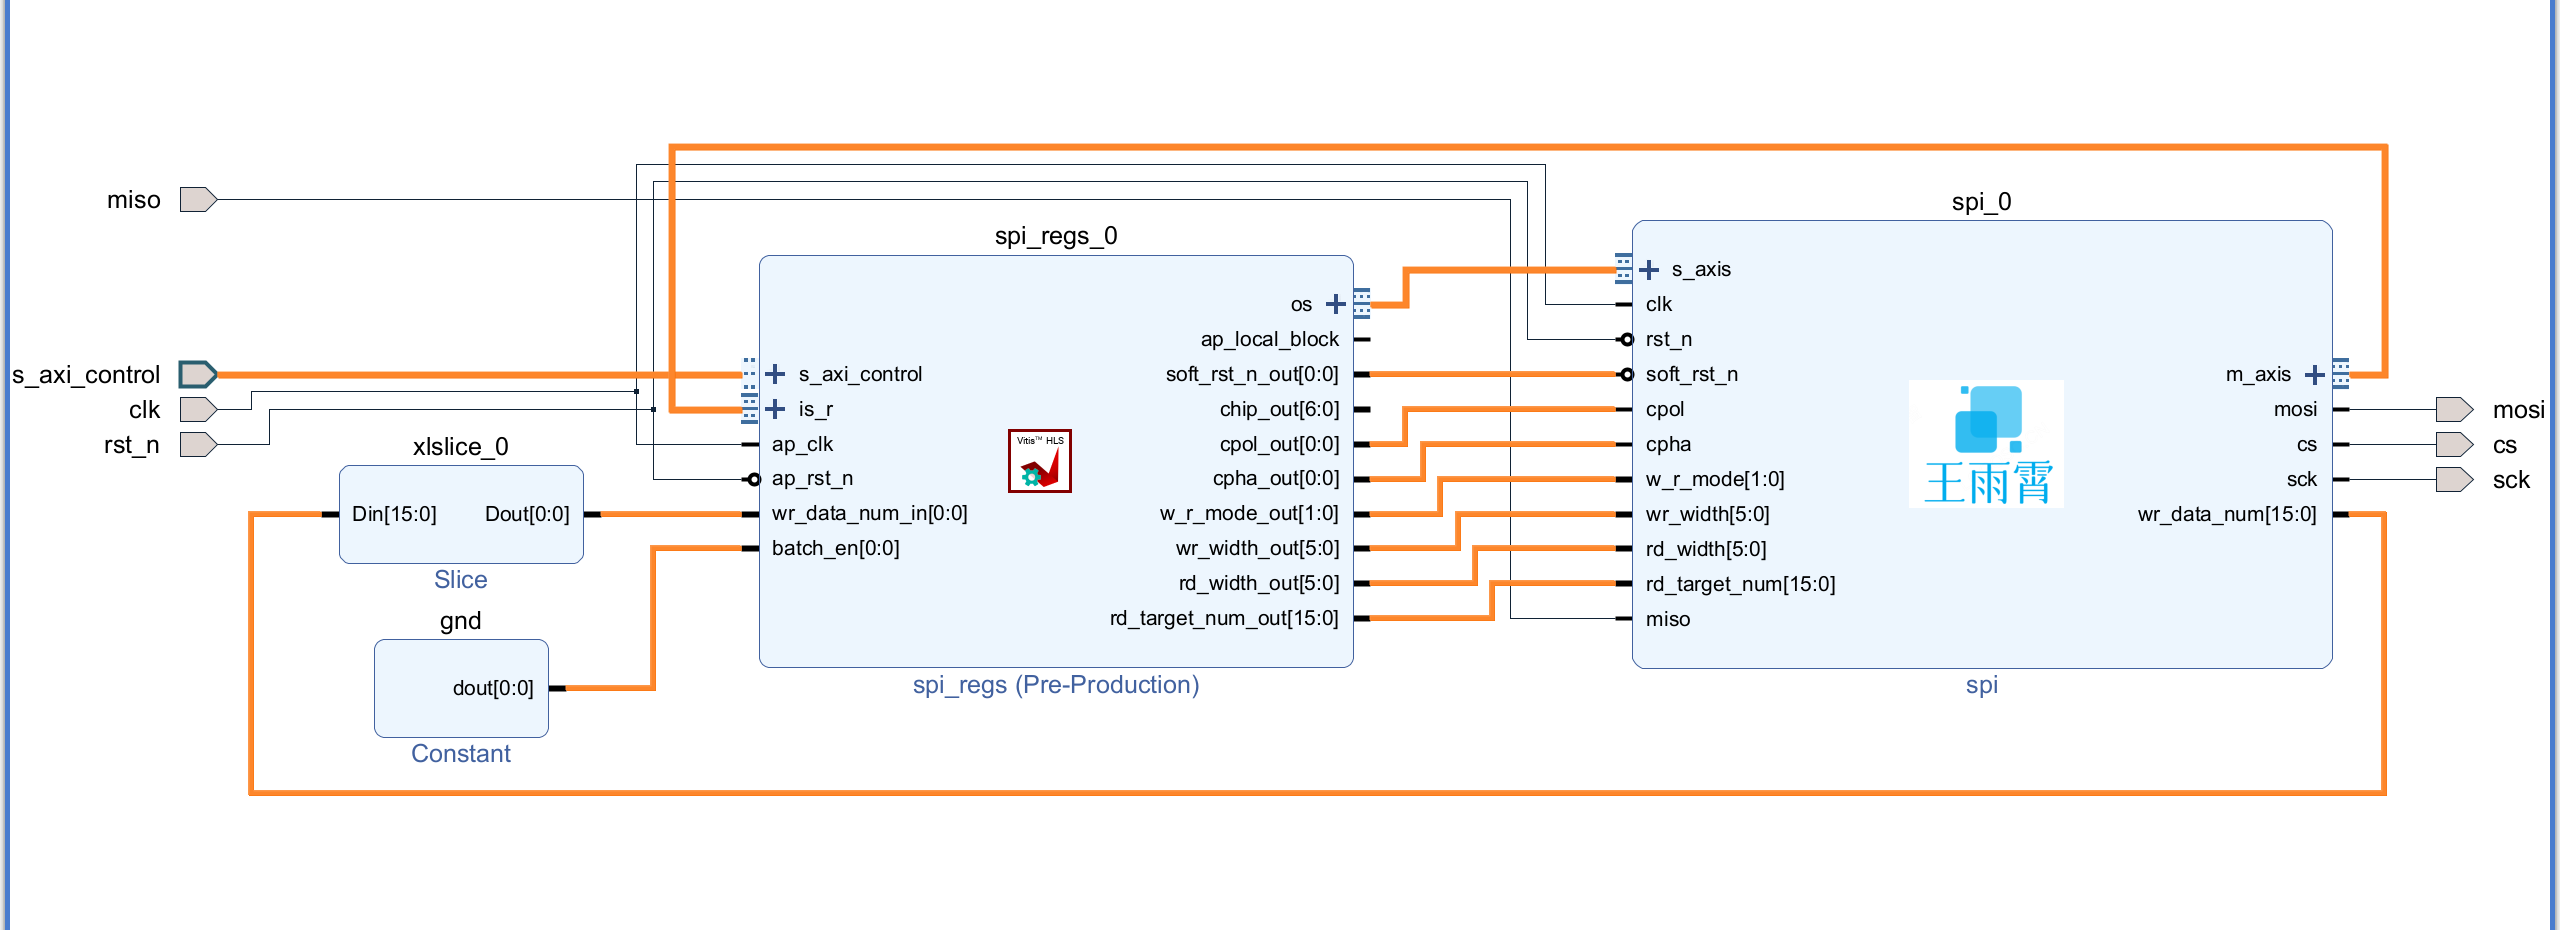 miso
s_axi_control
clk
rst_n
xlslice_0
Din[15:0]
Dout[0:0]
Slice
gnd
dout[0:0]
Constant
spi_regs_0
s_axi_control
is_r
ap_clk
ap_rst_n
wr_data_num_in[0:0]
batch_en[0:0]
Vitis™ HLS
os
ap_local_block
soft_rst_n_out[0:0]
chip_out[6:0]
cpol_out[0:0]
cpha_out[0:0]
w_r_mode_out[1:0]
wr_width_out[5:0]
rd_width_out[5:0]
rd_target_num_out[15:0]
spi_regs (Pre-Production)
spi_0
s_axis
clk
rst_n
soft_rst_n
cpol
cpha
w_r_mode[1:0]
wr_width[5:0]
rd_width[5:0]
rd_target_num[15:0]
miso
王雨霄
m_axis
mosi
cs
sck
wr_data_num[15:0]
spi
mosi
cs
sck